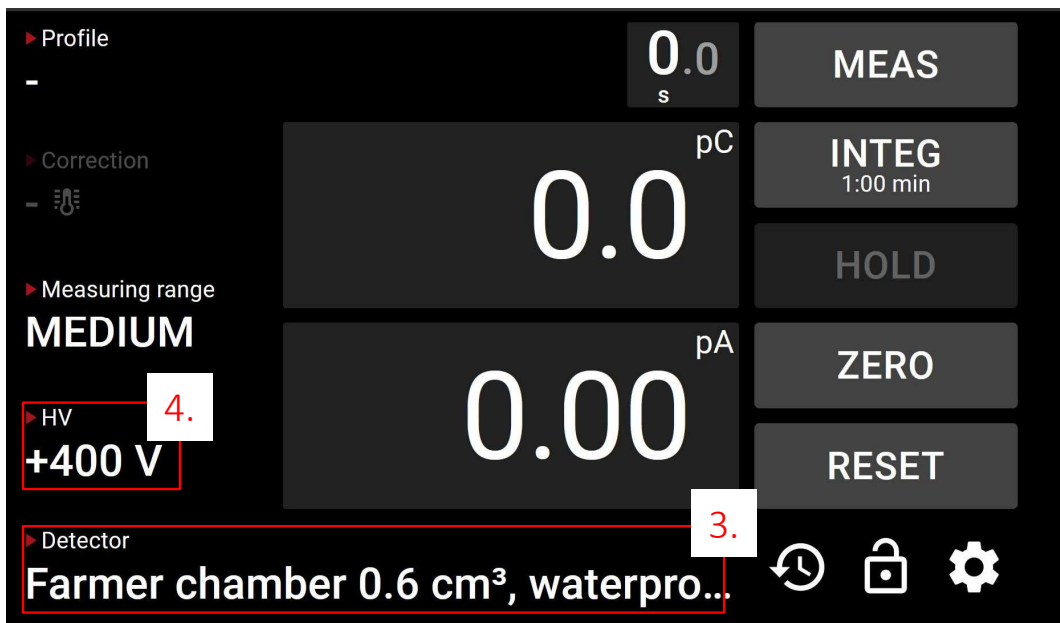 Profile
-
0.0
s
MEAS
Correction
-
pC
0.0
INTEG
1:00 min
HOLD
Measuring range
MEDIUM
pA
0.00
ZERO
HV
4.
+400 V
RESET
Detector
3.
Farmer chamber 0.6 cm³, waterpro...